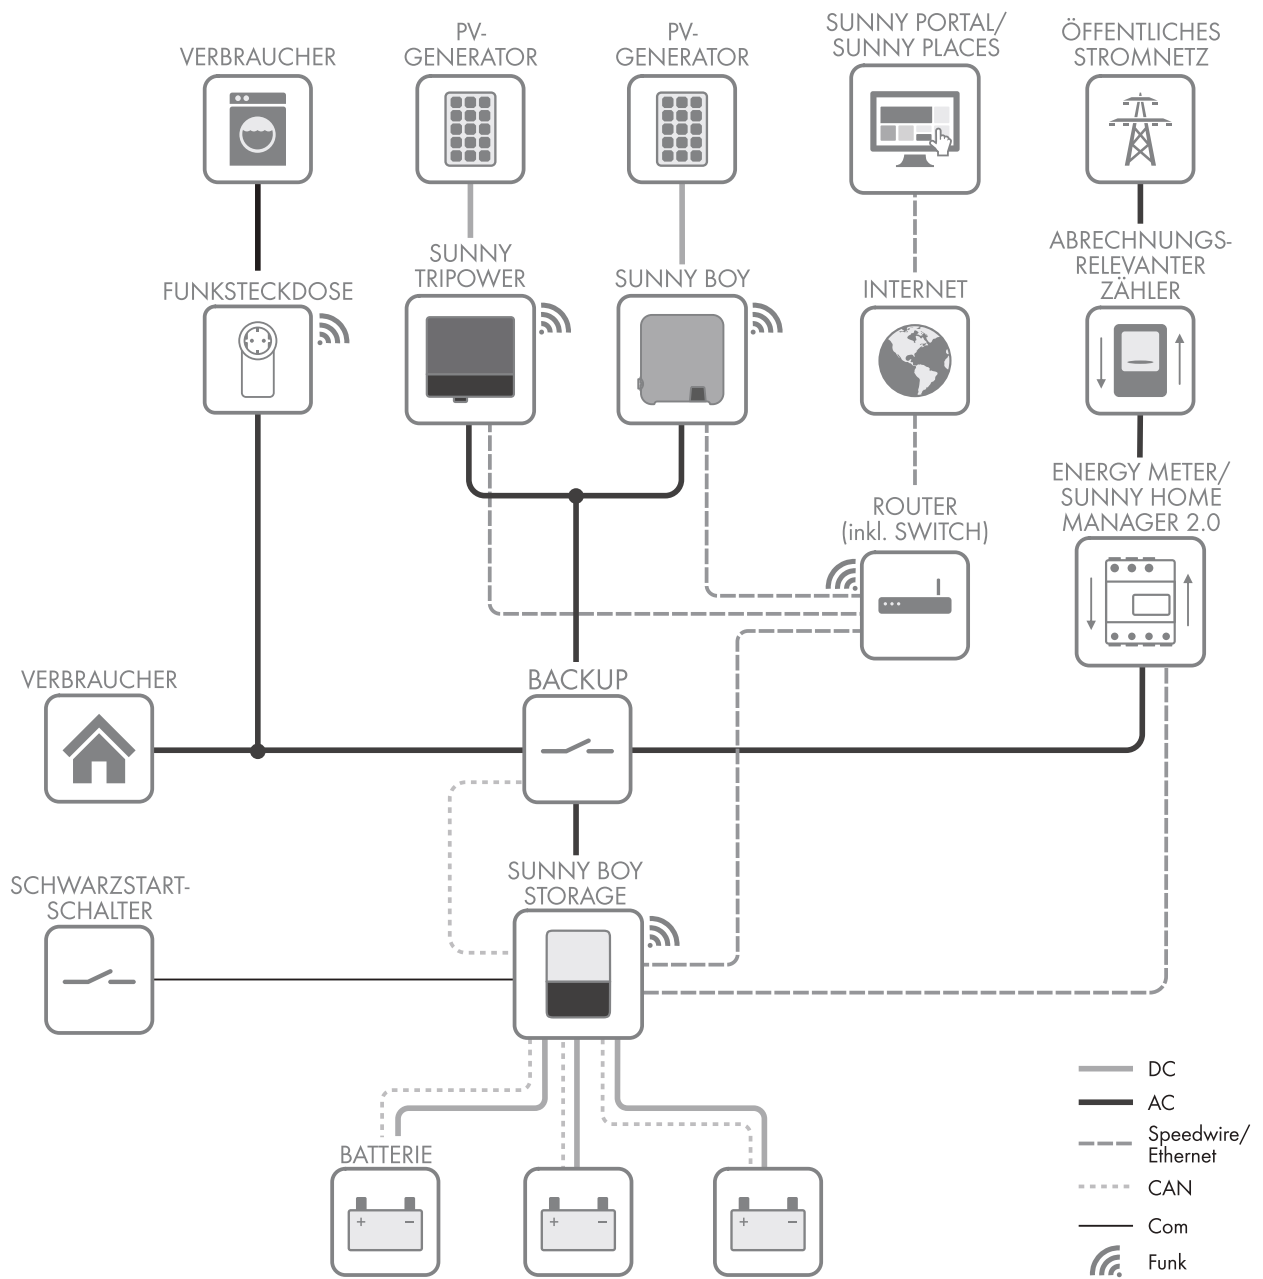 VERBRAUCHER
PV-
GENERATOR
PV-
GENERATOR
SUNNY PORTAL/
SUNNY PLACES
ÖFFENTLICHES
STROMNETZ
FUNKSTECKDOSE
SUNNY
TRIPOWER
SUNNY BOY
INTERNET
ABRECHNUNGS-
RELEVANTER
ZÄHLER
ROUTER
(inkl. SWITCH)
ENERGY METER/
SUNNY HOME
MANAGER 2.0
VERBRAUCHER
BACKUP
SCHWARZSTART-
SCHALTER
SUNNY BOY
STORAGE
BATTERIE
+ −
+ −
+ −
DC
AC
Speedwire/
Ethernet
CAN
Com
Funk